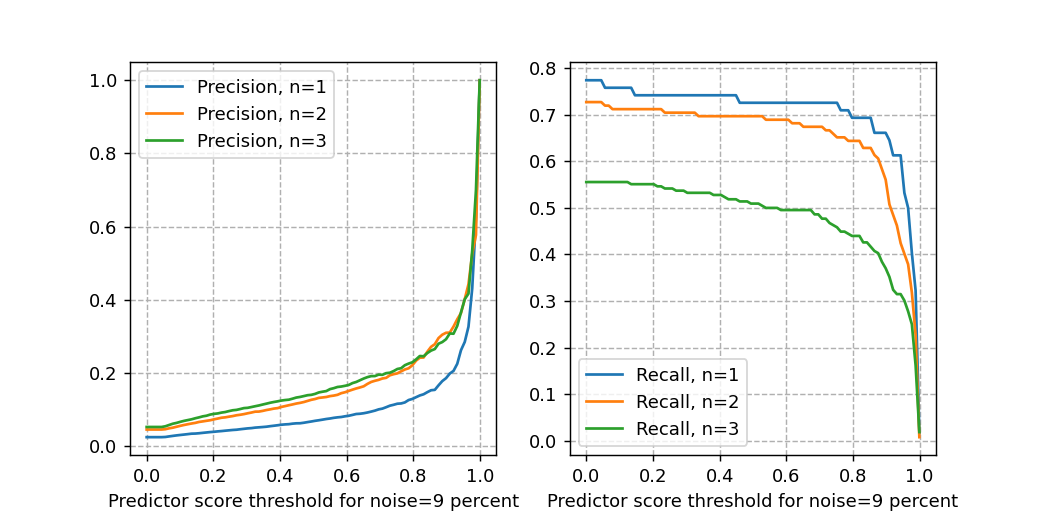 1.0
0.8
0.6
0.4
0.2
0.0
Precision, n=1
Precision, n=2
Precision, n=3
0.0 0.2 0.4 0.6 0.8 1.0
Predictor score threshold for noise=9 percent
0.8
0.7
0.6
0.5
0.4
0.3
0.2
0.1
0.0
Recall, n=1
Recall, n=2
Recall, n=3
0.0 0.2 0.4 0.6 0.8 1.0
Predictor score threshold for noise=9 percent